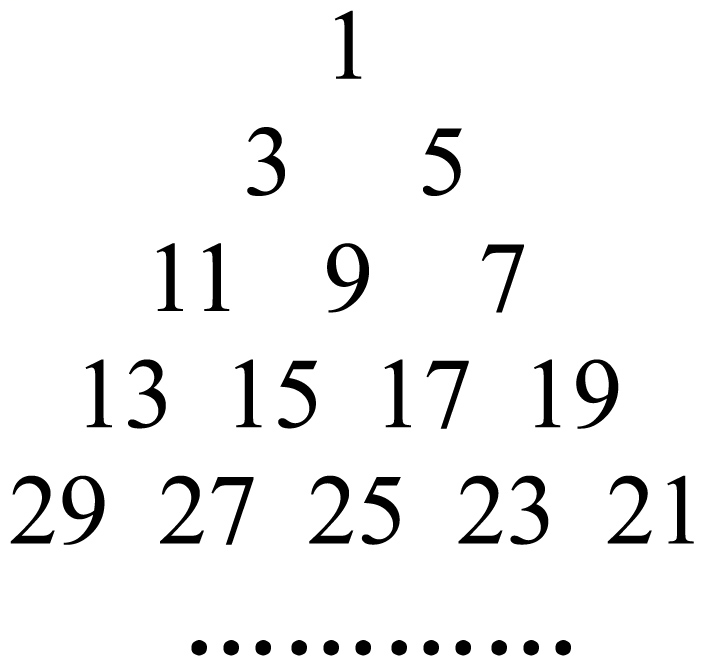 1
3 5
11 9 7
13 15 17 19
29 27 25 23 21
............